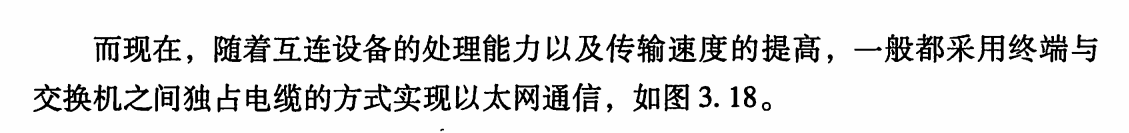 而现在，随着互连设备的处理能力以及传输速度的提高，一般都采用终端与
交换机之间独占电缆的方式实现以太网通信，如图 3. 18。